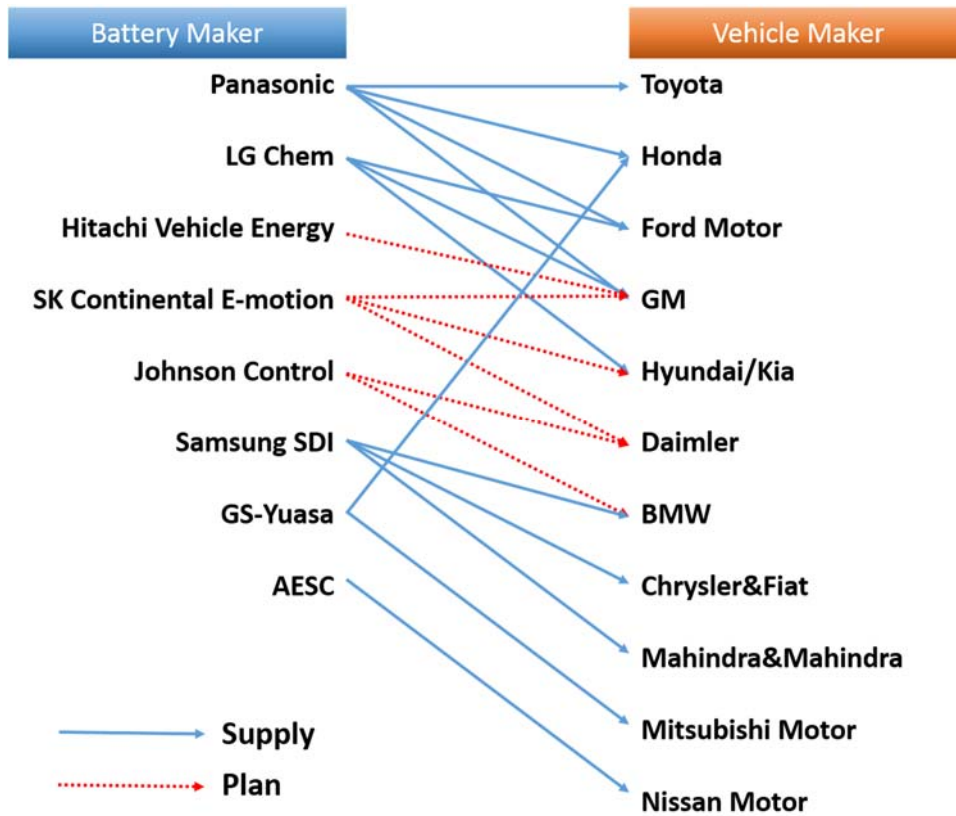 Battery Maker
Vehicle Maker
Panasonic
Toyota
LG Chem
Honda
Hitachi Vehicle Energy
Ford Motor
SK Continental E-motion
GM
Johnson Control
Hyundai/Kia
Samsung SDI
Daimler
GS-Yuasa
BMW
AESC
Chrysler&Fiat
Mahindra&Mahindra
Supply
Mitsubishi Motor
Plan
Nissan Motor